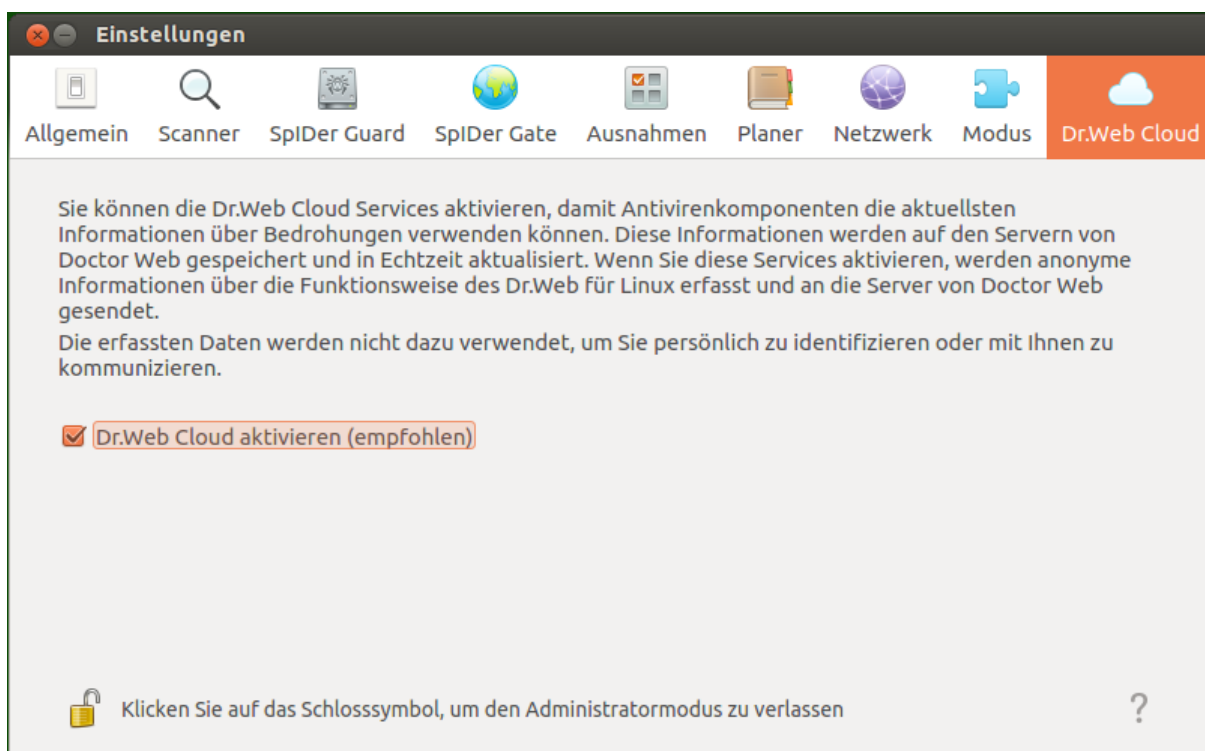 Einstellungen
Allgemein Scanner SpIDer Guard SpIDer Gate Ausnahmen Planer Netzwerk Modus Dr.Web Cloud
Sie können die Dr.Web Cloud Services aktivieren, damit Antivirenkomponenten die aktuellsten
Informationen über Bedrohungen verwenden können. Diese Informationen werden auf den Servern von
Doctor Web gespeichert und in Echtzeit aktualisiert. Wenn Sie diese Services aktivieren, werden anonyme
Informationen über die Funktionsweise des Dr.Web für Linux erfasst und an die Server von Doctor Web
gesendet.
Die erfassten Daten werden nicht dazu verwendet, um Sie persönlich zu identifizieren oder mit Ihnen zu
kommunizieren.
Dr.Web Cloud aktivieren (empfohlen)
Klicken Sie auf das Schlosssymbol, um den Administratormodus zu verlassen
?